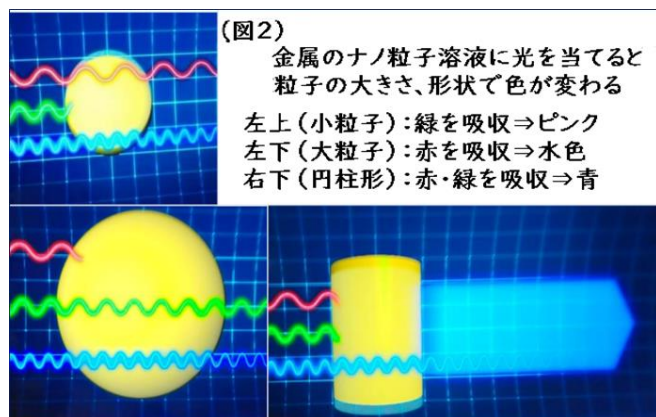 (図2)
金属のナノ粒子溶液に光を当てると
粒子の大きさ、形状で色が変わる
左上(小粒子):緑を吸収⇒ピンク
左下(大粒子):赤を吸収⇒水色
右下(円柱形):赤・緑を吸収⇒青